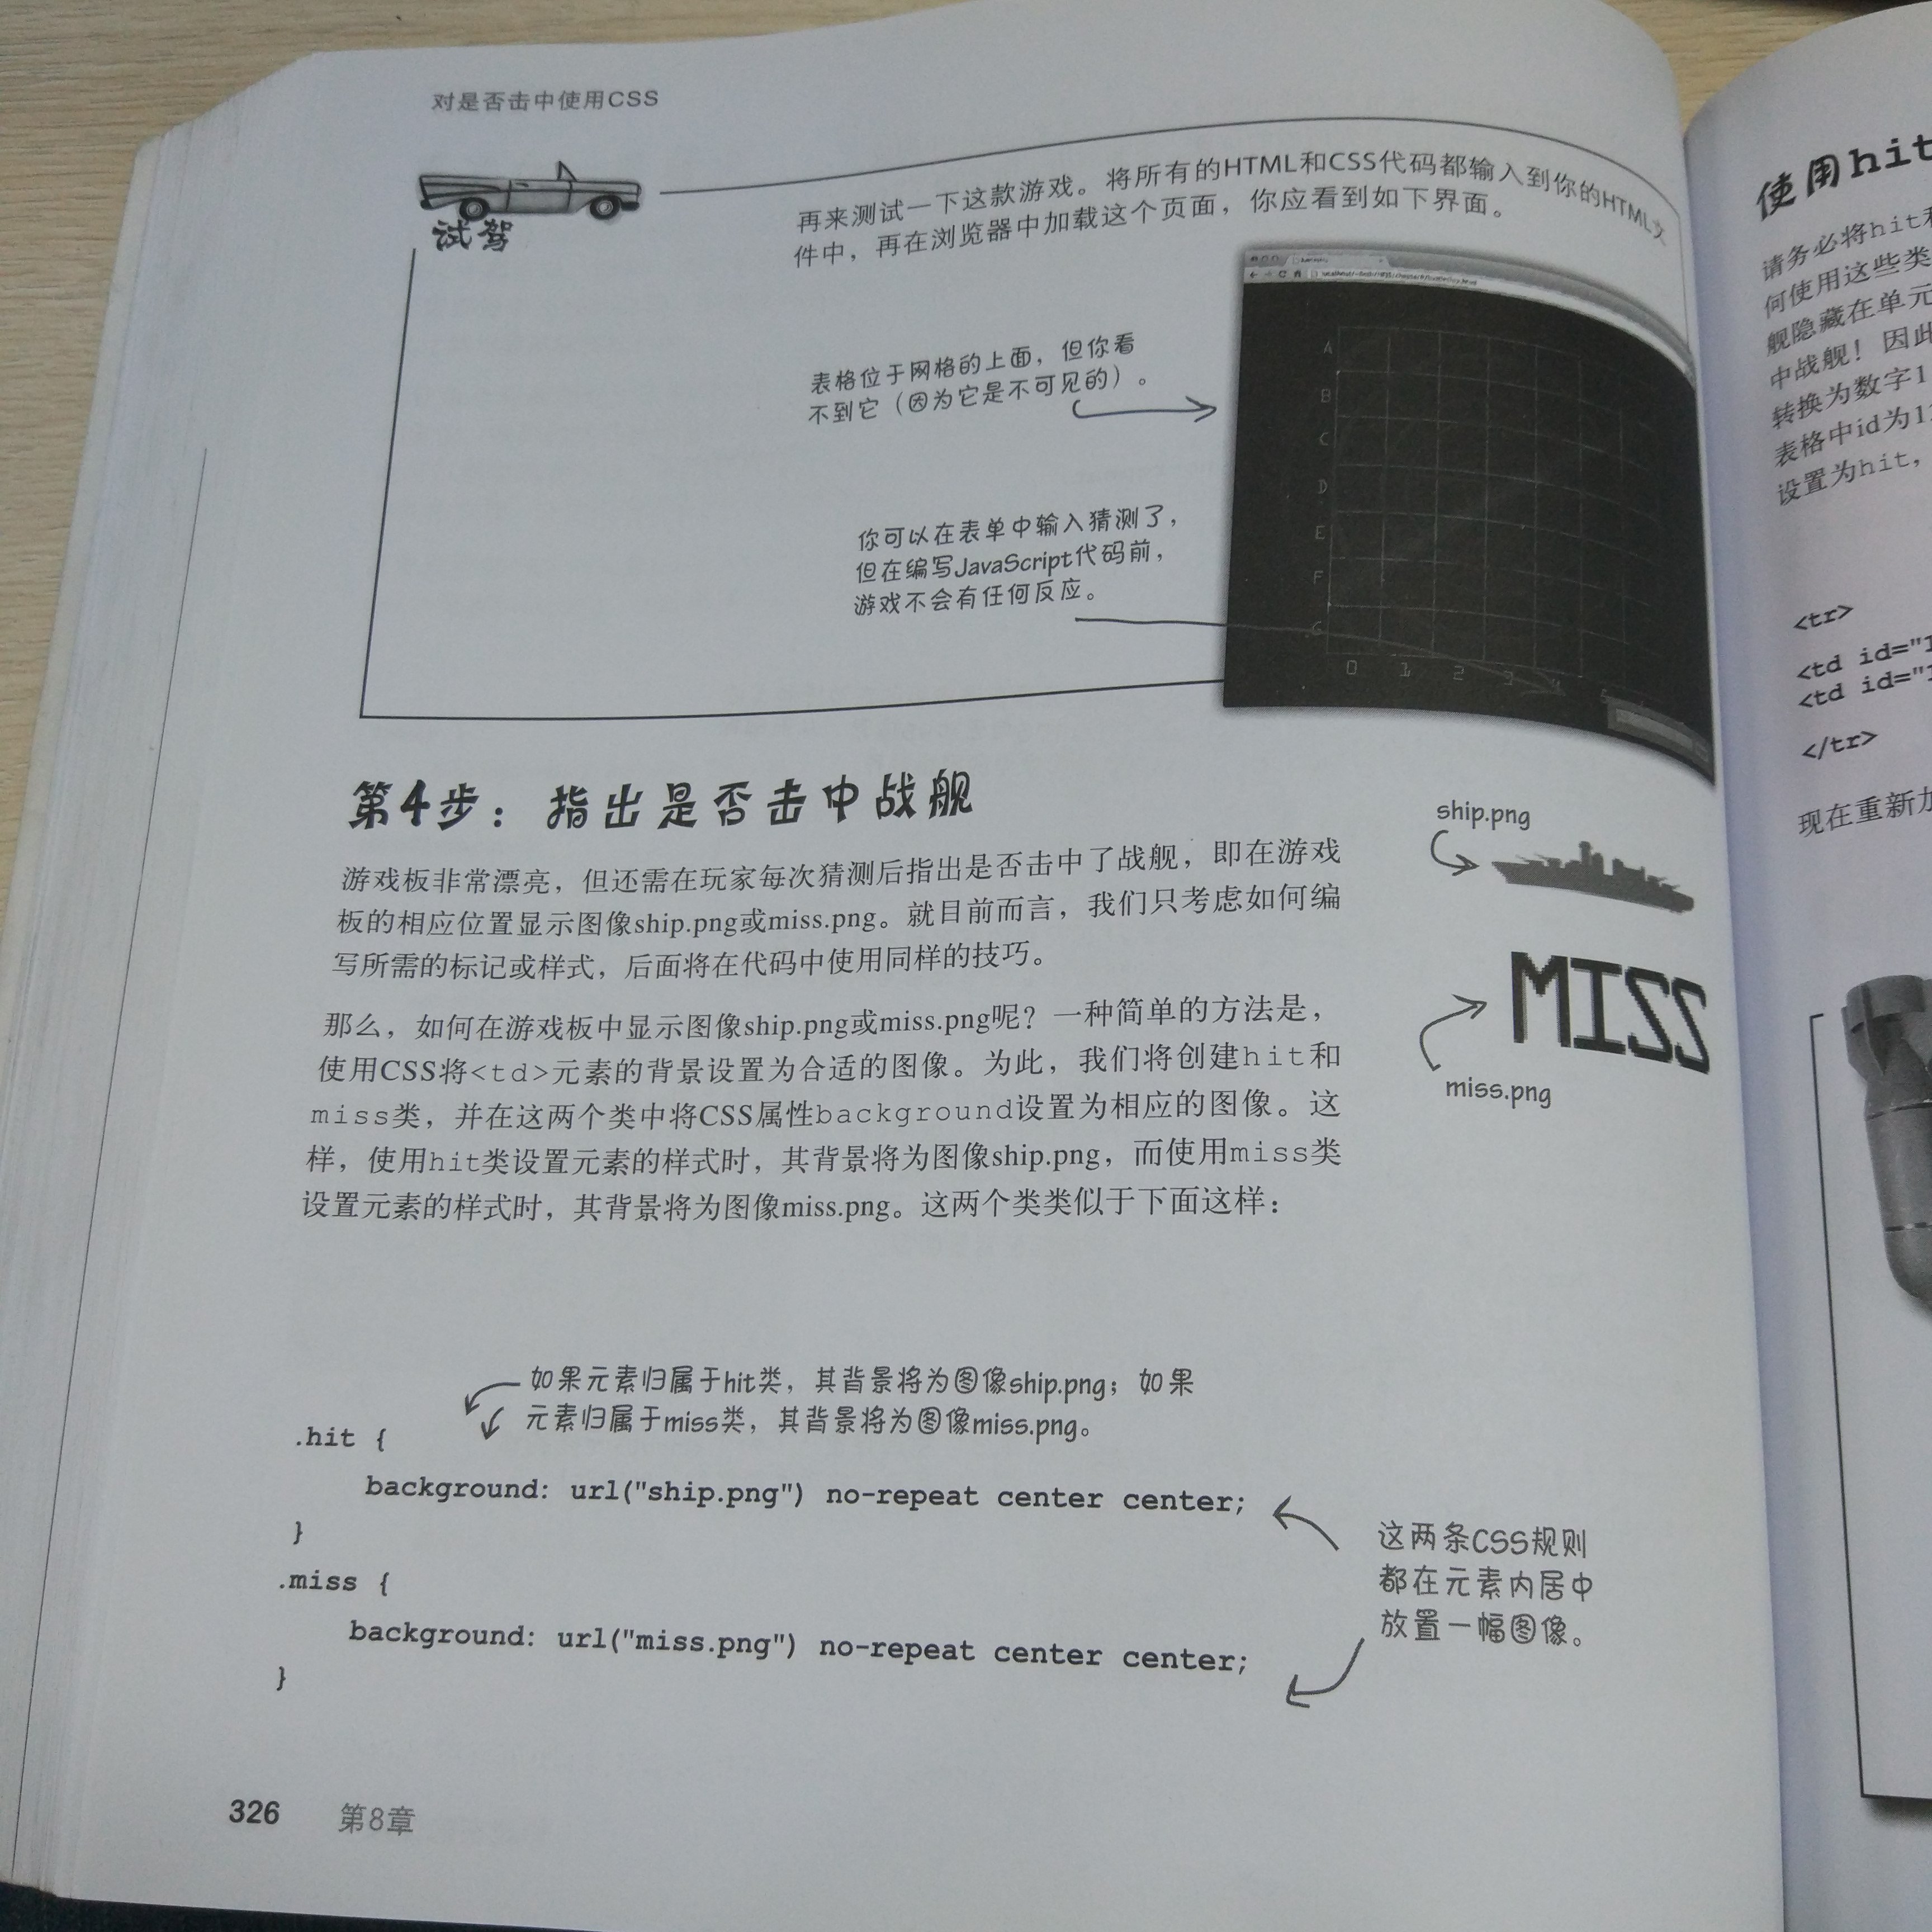 对是否击中使用CSS
试驾
再来测试一下这款游戏。将所有的HTML和CSS代码都输入到你的HTML文
件中，再在浏览器中加载这个页面，你应看到如下界面。
表格位于网格的上面，但你看
不到它（因为它是不可见的）。
你可以在表单中输入猜测了，
但在编写JavaScript代码前，
游戏不会有任何反应。
A
B
C
D
E
F
G
0 1 2 3 4
第4步：指出是否击中战舰
游戏板非常漂亮，但还需在玩家每次猜测后指出是否击中了战舰，即在游戏
板的相应位置显示图像ship.png或miss.png。就目前而言，我们只考虑如何编
写所需的标记或样式，后面将在代码中使用同样的技巧。
那么，如何在游戏板中显示图像ship.png或miss.png呢？一种简单的方法是，
使用CSS将<td>元素的背景设置为合适的图像。为此，我们将创建hit和
miss类，并在这两个类中将CSS属性background设置为相应的图像。这
样，使用hit类设置元素的样式时，其背景将为图像ship.png，而使用miss类
设置元素的样式时，其背景将为图像miss.png。这两个类类似于下面这样：
ship.png
MISS
miss.png
如果元素归属于hit类，其背景将为图像ship.png；如果
元素归属于miss类，其背景将为图像miss.png。
.hit {
background: url("ship.png") no-repeat center center;
}
.miss {
background: url("miss.png") no-repeat center center;
}
这两条CSS规则
都在元素内居中
放置一幅图像。
326 第8章
使用hit
请务必将hit和
何使用这些类
舰隐藏在单元
中战舰！因此
转换为数字1
表格中id为11
设置为hit，
<tr>
<td id="1
<td id="1
</tr>
现在重新加